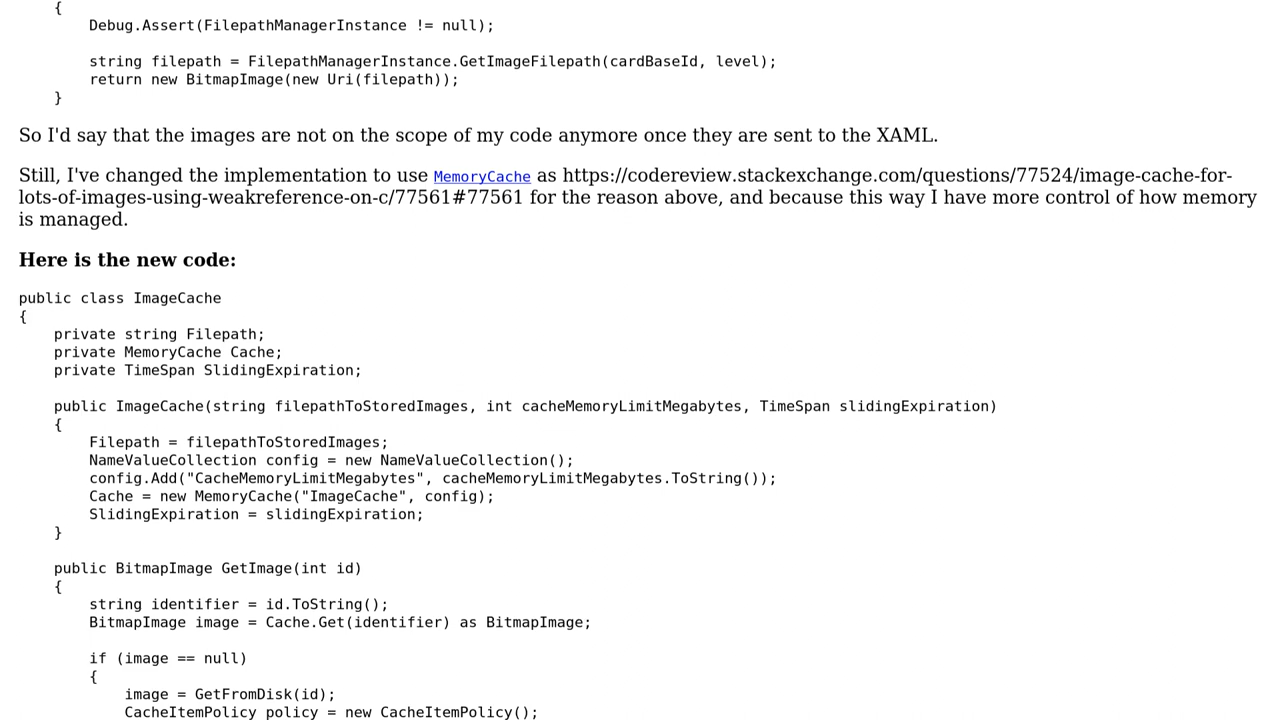 {
Debug.Assert(FilepathManagerInstance != null);
string filepath = FilepathManagerInstance.GetImageFilepath(cardBaseId, level);
return new BitmapImage(new Uri(filepath));
}
So I'd say that the images are not on the scope of my code anymore once they are sent to the XAML.
Still, I've changed the implementation to use MemoryCache as https://codereview.stackexchange.com/questions/77524/image-cache-for-
lots-of-images-using-weakreference-on-c/77561#77561 for the reason above, and because this way I have more control of how memory
is managed.
Here is the new code:
public class ImageCache
{
private string Filepath;
private MemoryCache Cache;
private TimeSpan SlidingExpiration;
public ImageCache(string filepathToStoredImages, int cacheMemoryLimitMegabytes, TimeSpan slidingExpiration)
{
Filepath = filepathToStoredImages;
NameValueCollection config = new NameValueCollection();
config.Add("CacheMemoryLimitMegabytes", cacheMemoryLimitMegabytes.ToString());
Cache = new MemoryCache("ImageCache", config);
SlidingExpiration = slidingExpiration;
}
public BitmapImage GetImage(int id)
{
string identifier = id.ToString();
BitmapImage image = Cache.Get(identifier) as BitmapImage;
if (image == null)
{
image = GetFromDisk(id);
CacheItemPolicy policy = new CacheItemPolicy();